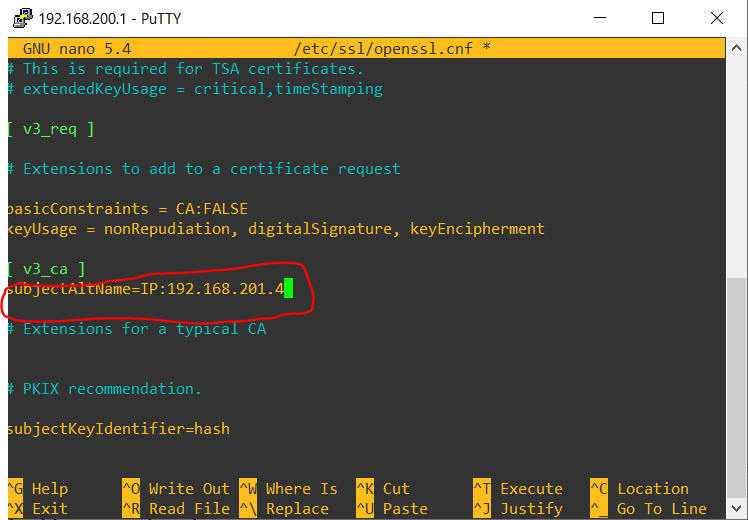 192.168.200.1 - PuTTY
GNU nano 5.4 /etc/ssl/openssl.cnf *
# This is required for TSA certificates.
# extendedKeyUsage = critical,timeStamping
[ v3_req ]
# Extensions to add to a certificate request
basicConstraints = CA:FALSE
keyUsage = nonRepudiation, digitalSignature, keyEncipherment
[ v3_ca ]
subjectAltName=IP:192.168.201.4
# Extensions for a typical CA
# PKIX recommendation.
subjectKeyIdentifier=hash
^G Help ^O Write Out ^W Where Is ^K Cut ^T Execute ^C Location
^X Exit ^R Read File ^\ Replace ^U Paste ^J Justify ^_ Go To Line